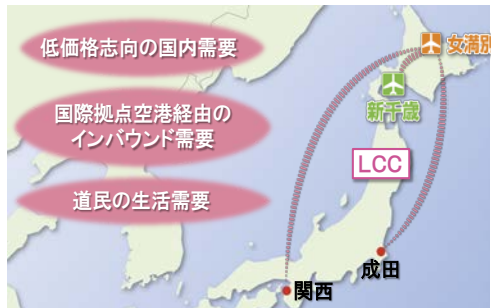 低価格志向の国内需要
国際拠点空港経由の
インバウンド需要
道民の生活需要
女満別
新千歳
LCC
成田
関西